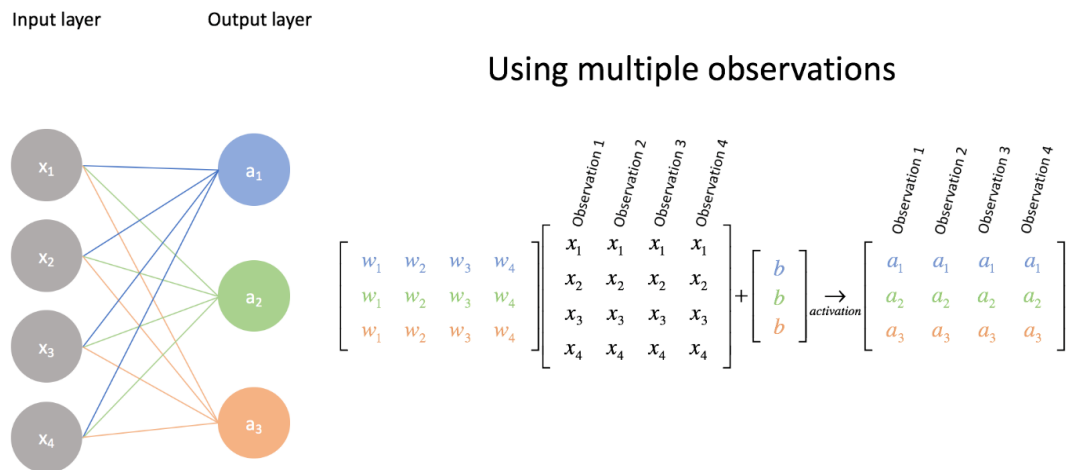 Input layer
Output layer
Using multiple observations
x1
x2
x3
x4
a1
a2
a3
Observation 1
Observation 2
Observation 3
Observation 4
w1 w2 w3 w4
w1 w2 w3 w4
w1 w2 w3 w4
x1 x1 x1 x1
x2 x2 x2 x2
x3 x3 x3 x3
x4 x4 x4 x4
+
b
b
b
→
activation
Observation 1
Observation 2
Observation 3
Observation 4
a1 a1 a1 a1
a2 a2 a2 a2
a3 a3 a3 a3